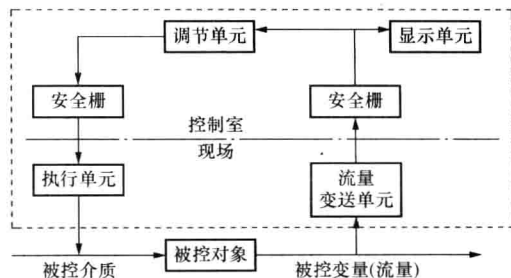 调节单元
显示单元
安全栅
安全栅
控制室
现场
执行单元
流量
变送单元
被控对象
被控介质
被控变量(流量)